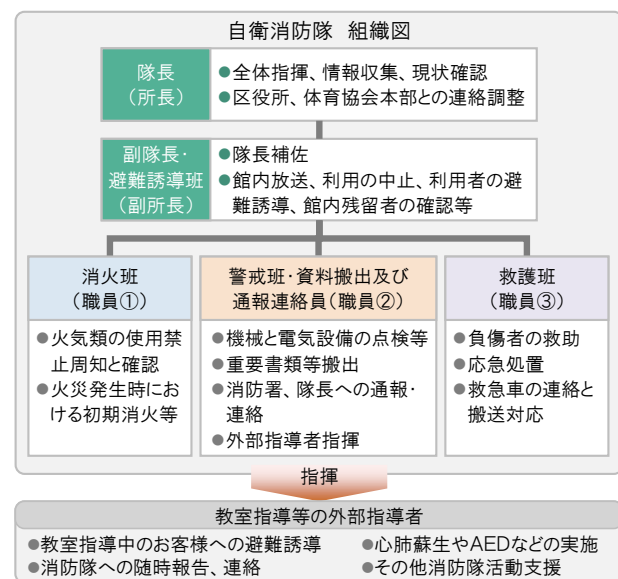 自衛消防隊 組織図
隊長
(所長)
●全体指揮、情報収集、現状確認
●区役所、体育協会本部との連絡調整
副隊長・
避難誘導班
(副所長)
●隊長補佐
●館内放送、利用の中止、利用者の避
難誘導、館内残留者の確認等
消火班
(職員①)
●火気類の使用禁
止周知と確認
●火災発生時にお
ける初期消火等
警戒班・資料搬出及び
通報連絡員(職員②)
●機械と電気設備の点検等
●重要書類等搬出
●消防署、隊長への通報・
連絡
●外部指導者指揮
救護班
(職員③)
●負傷者の救助
●応急処置
●救急車の連絡と
搬送対応
指揮
教室指導等の外部指導者
●教室指導中のお客様への避難誘導
●消防隊への随時報告、連絡
●心肺蘇生やAEDなどの実施
●その他消防隊活動支援